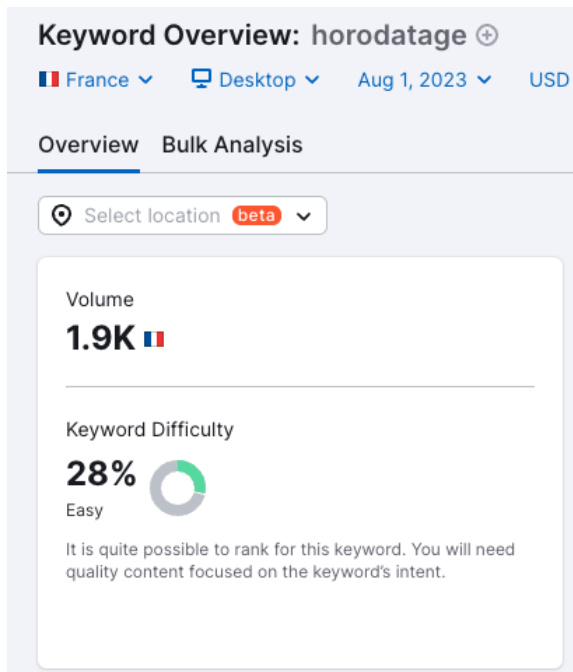 Keyword Overview: horodatage
France Desktop Aug 1, 2023 USD
Overview Bulk Analysis
Select location beta
Volume
1.9K
Keyword Difficulty
28%
Easy
It is quite possible to rank for this keyword. You will need
quality content focused on the keyword's intent.